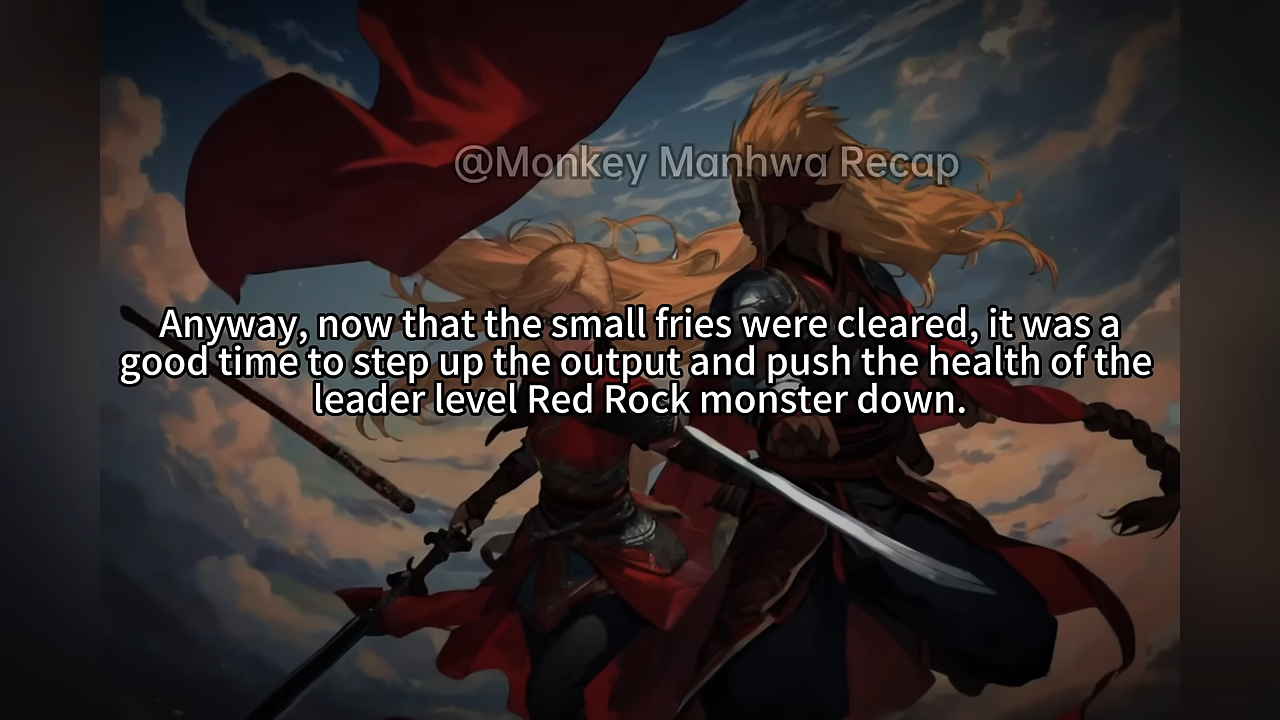 @Monkey Manhwa Recap
Anyway, now that the small fries were cleared, it was a
good time to step up the output and push the health of the
leader level Red Rock monster down.